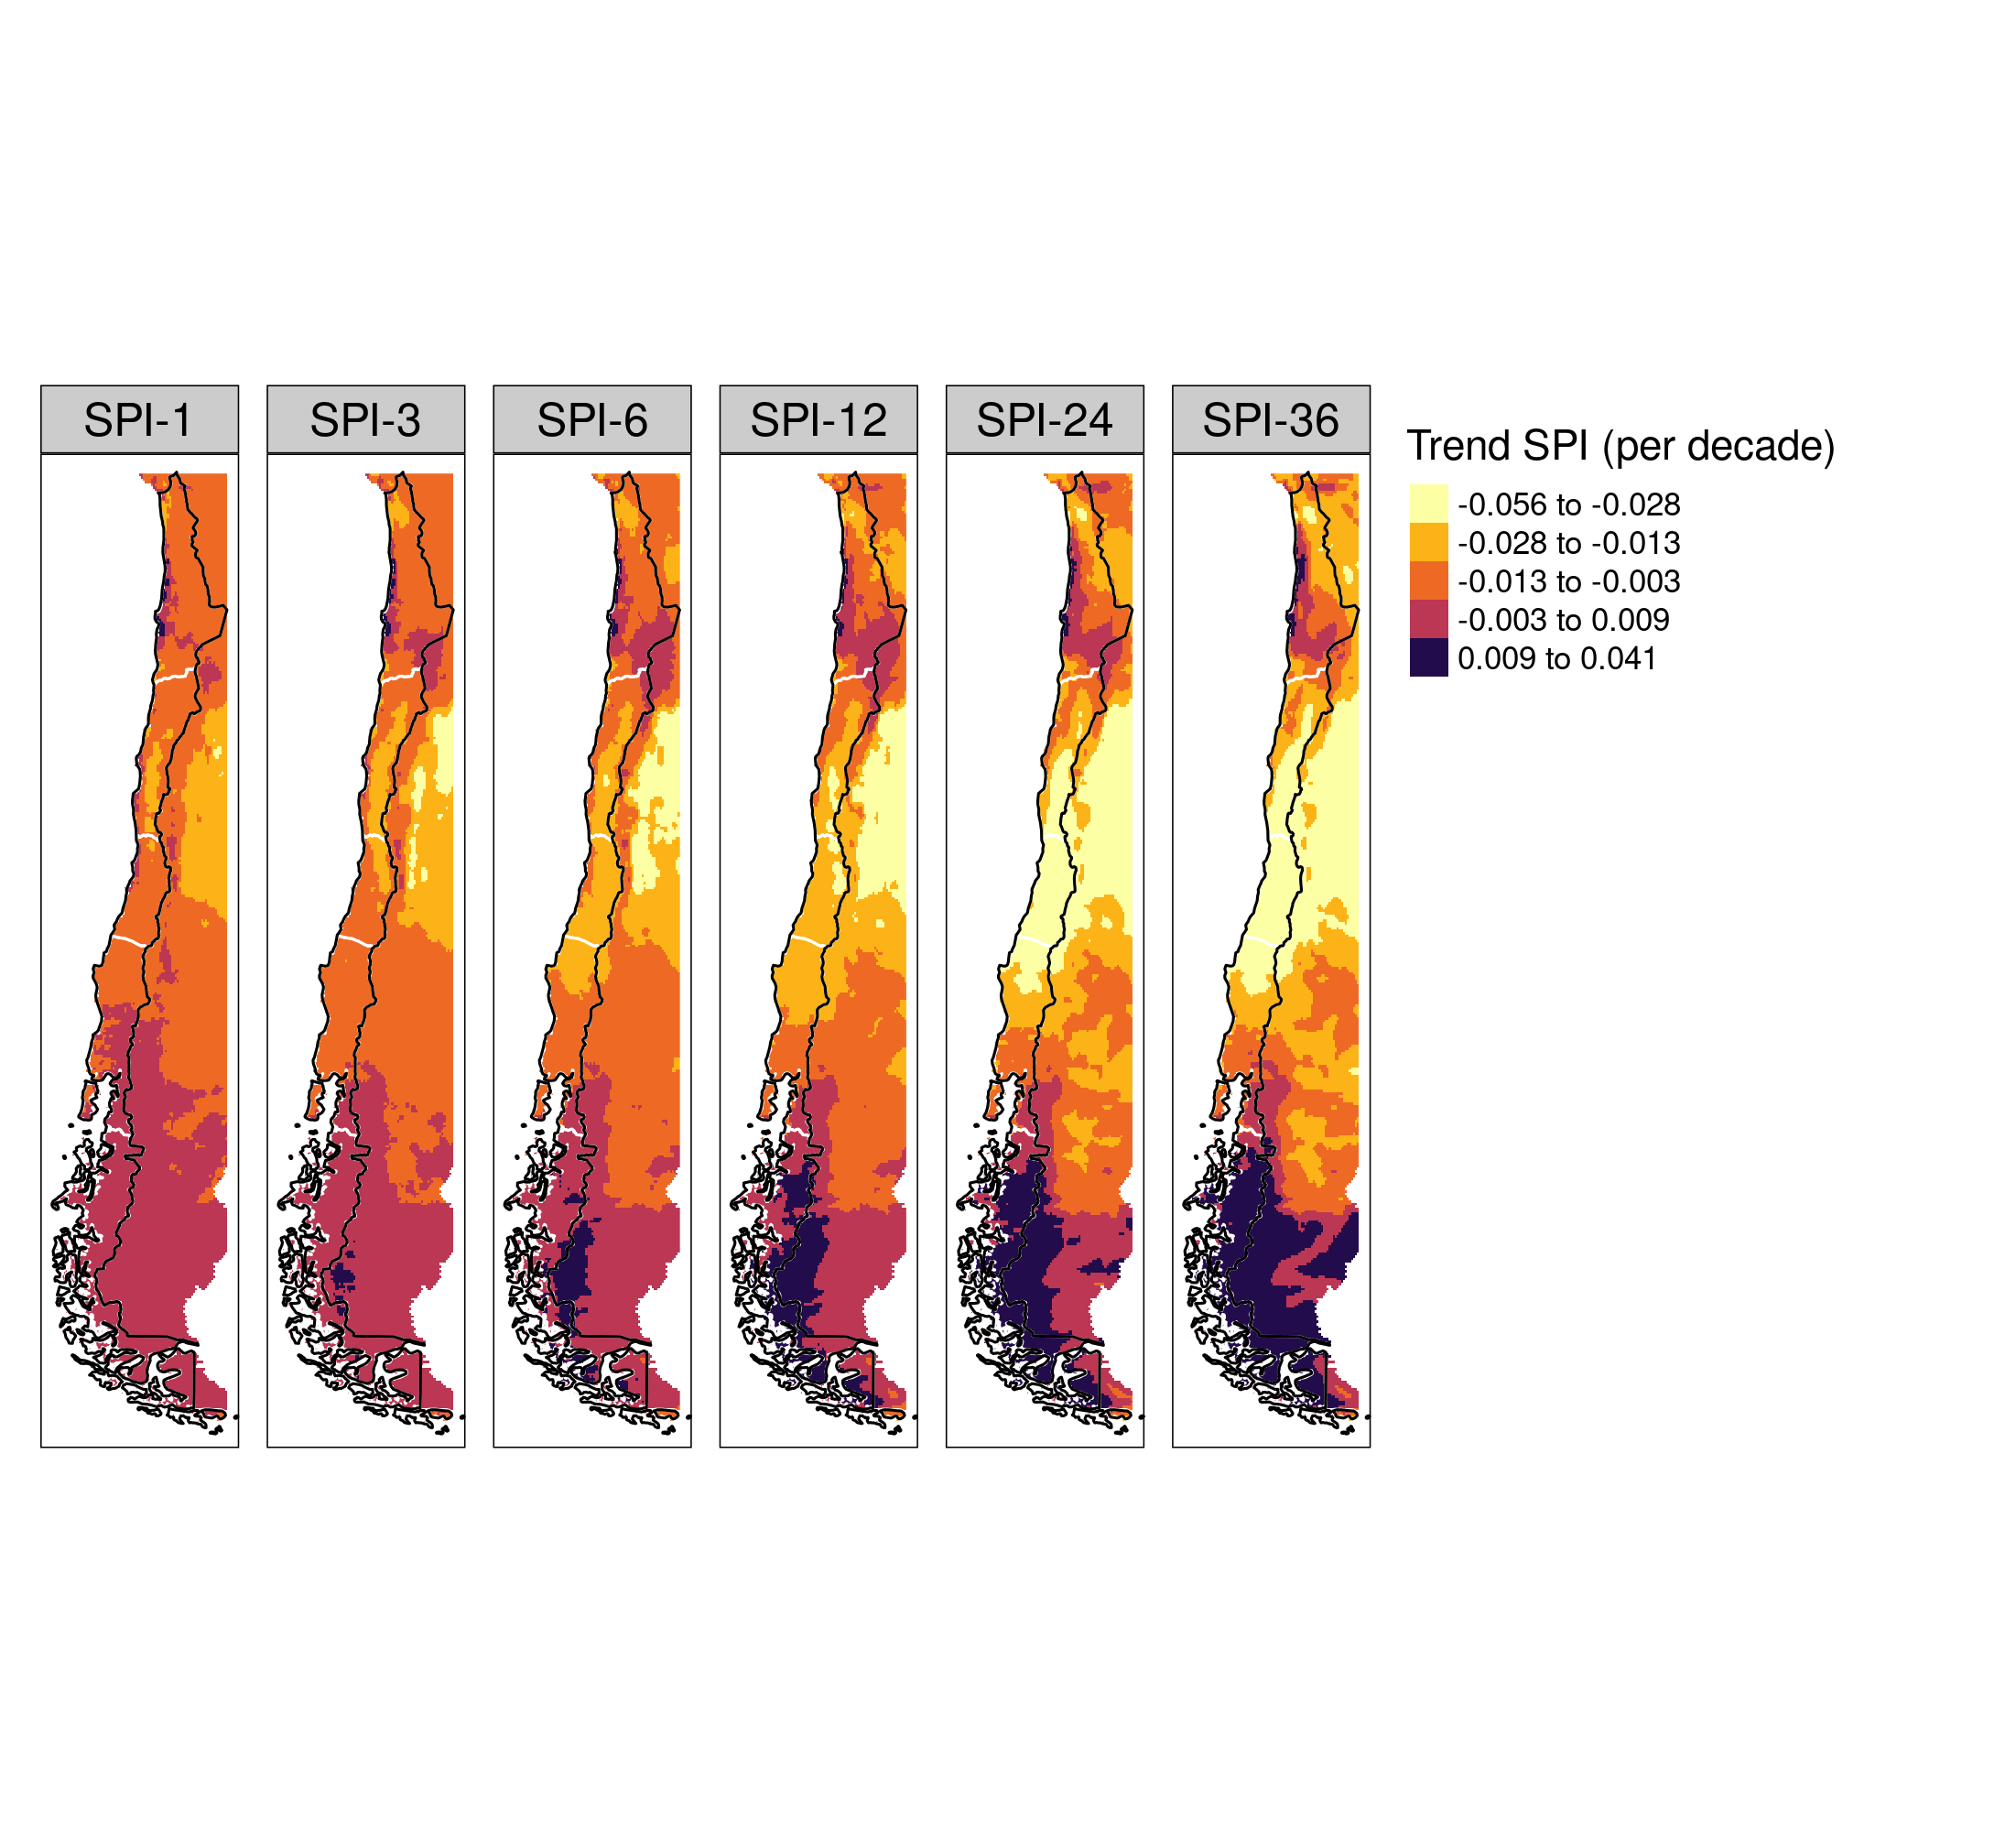 SPI-1
SPI-3
SPI-6
SPI-12
SPI-24
SPI-36
Trend SPI (per decade)
-0.056 to -0.028
-0.028 to -0.013
-0.013 to -0.003
-0.003 to 0.009
0.009 to 0.041